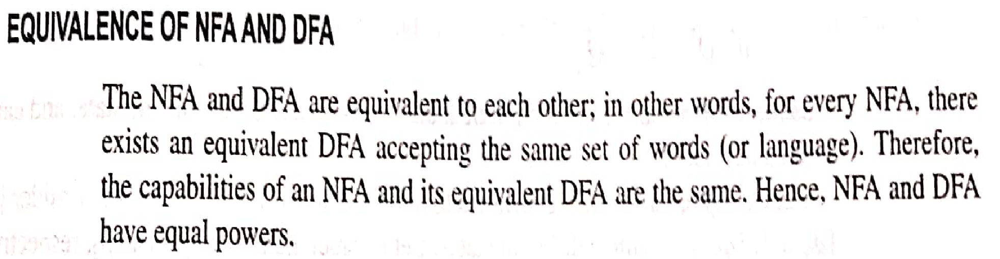 EQUIVALENCE OF NFA AND DFA
The NFA and DFA are equivalent to each other; in other words, for every NFA, there
exists an equivalent DFA accepting the same set of words (or language). Therefore,
the capabilities of an NFA and its equivalent DFA are the same. Hence, NFA and DFA
have equal powers.